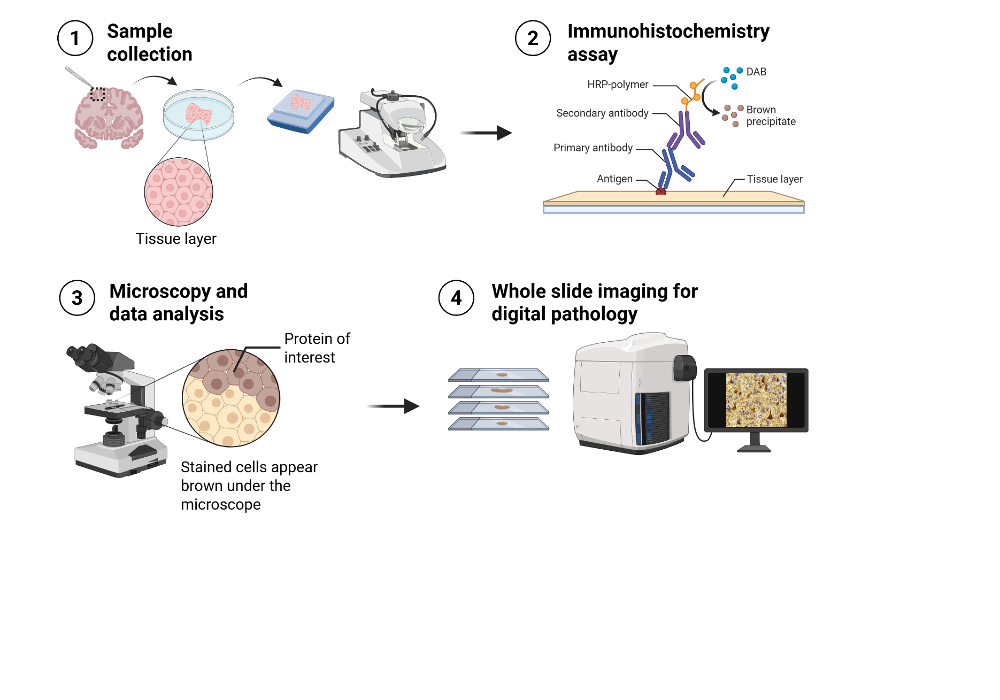 1
Sample
collection
Tissue layer
2
Immunohistochemistry
assay
DAB
HRP-polymer
Brown
precipitate
Secondary antibody
Primary antibody
Antigen
Tissue layer
3
Microscopy and
data analysis
Protein of
interest
Stained cells appear
brown under the
microscope
4
Whole slide imaging for
digital pathology